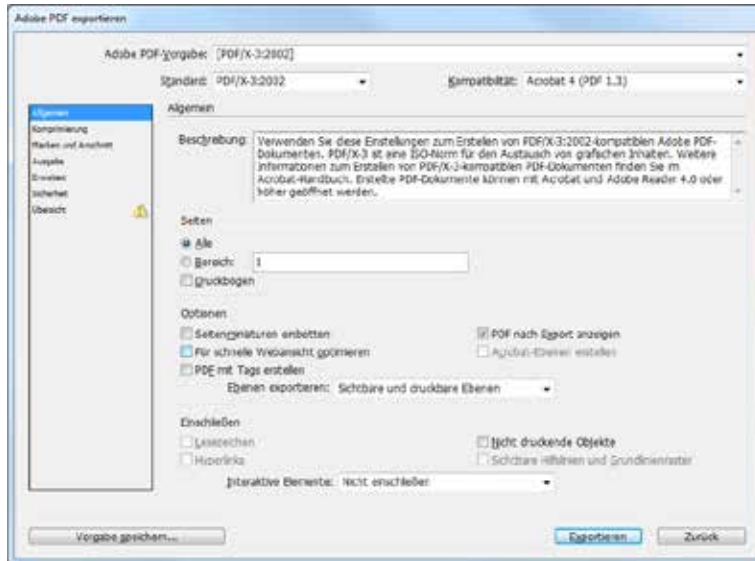 Adobe PDF exportieren
Adobe PDF-Vorgabe: [PDF/X-3:2002]
Standard: PDF/X-3:2002 Kompatibilität: Acrobat 4 (PDF 1.3)
Allgemein
Komprimierung
Marken und Anschnitt
Ausgabe
Erweitert
Sicherheit
Übersicht
Allgemein
Beschreibung: Verwenden Sie diese Einstellungen zum Erstellen von PDF/X-3:2002-kompatiblen Adobe PDF-
Dokumenten. PDF/X-3 ist eine ISO-Norm für den Austausch von grafischen Inhalten. Weitere
Informationen zum Erstellen von PDF/X-3-kompatiblen PDF-Dokumenten finden Sie im
Acrobat-Handbuch. Erstellte PDF-Dokumente können mit Acrobat und Adobe Reader 4.0 oder
höher geöffnet werden.
Seiten
Alle
Bereich: 1
Druckbögen
Optionen
Seitenminiaturen einbetten PDF nach Export anzeigen
Für schnelle Webansicht optimieren Acrobat-Ebenen erstellen
PDF mit Tags erstellen
Ebenen exportieren: Sichtbare und druckbare Ebenen
Einschließen
Lesezeichen Nicht druckende Objekte
Hyperlinks Sichtbare Hilfslinien und Grundlinienraster
Interaktive Elemente: Nicht einschließen
Vorgabe speichern... Exportieren Zurück